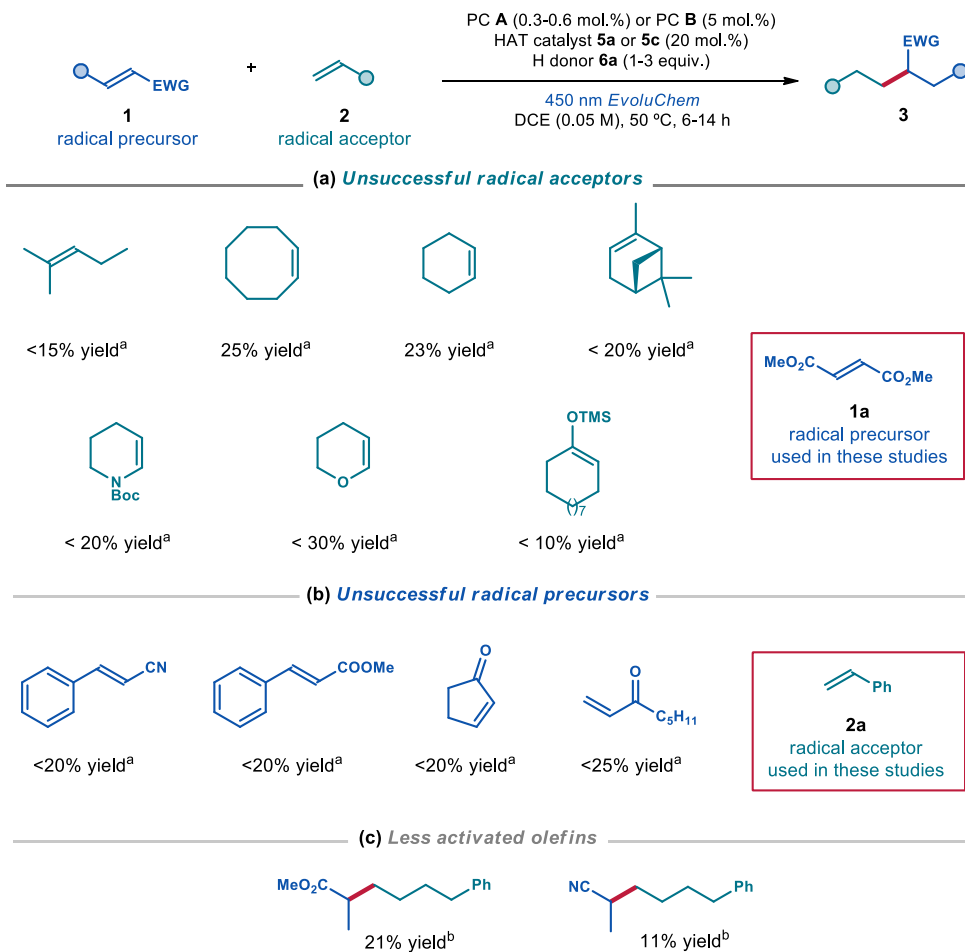 PC A (0.3-0.6 mol.%) or PC B (5 mol.%)
HAT catalyst 5a or 5c (20 mol.%)
H donor 6a (1-3 equiv.)
450 nm EvoluChem
DCE (0.05 M), 50 ºC, 6-14 h
EWG
+
EWG
1
radical precursor
2
radical acceptor
3
(a) Unsuccessful radical acceptors
<15% yieldᵃ
25% yieldᵃ
23% yieldᵃ
< 20% yieldᵃ
MeO₂C
CO₂Me
1a
radical precursor
used in these studies
N
Boc
O
OTMS
()₇
< 20% yieldᵃ
< 30% yieldᵃ
< 10% yieldᵃ
(b) Unsuccessful radical precursors
CN
COOMe
O
O
C₅H₁₁
<20% yieldᵃ
<20% yieldᵃ
<20% yieldᵃ
<25% yieldᵃ
Ph
2a
radical acceptor
used in these studies
(c) Less activated olefins
MeO₂C
Ph
21% yieldᵇ
NC
Ph
11% yieldᵇ